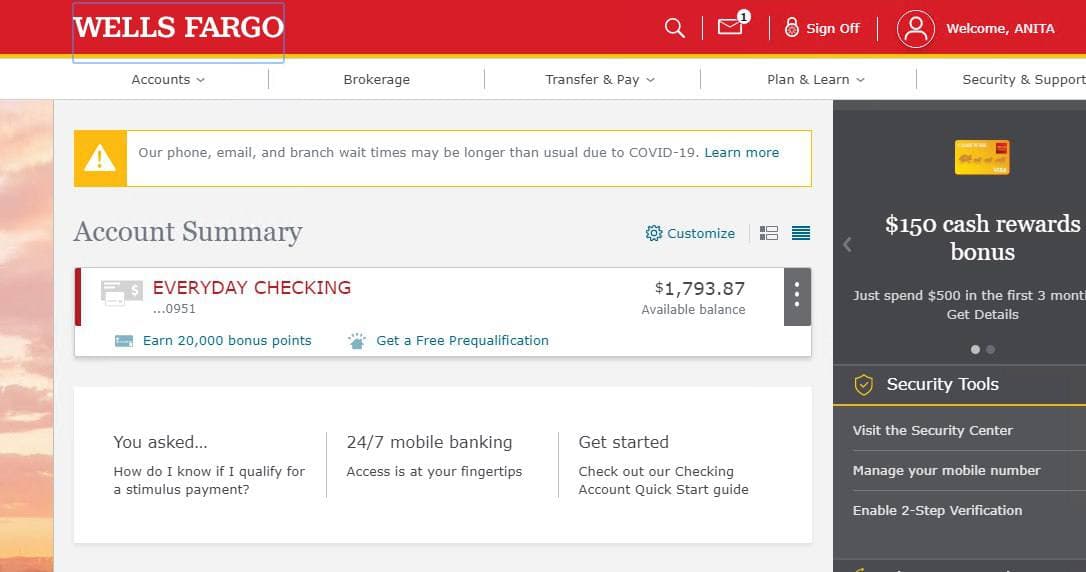 WELLS FARGO
1
Sign Off
Welcome, ANITA
Accounts
Brokerage
Transfer & Pay
Plan & Learn
Security & Support
Our phone, email, and branch wait times may be longer than usual due to COVID-19. Learn more
Account Summary
Customize
EVERYDAY CHECKING
...0951
$1,793.87
Available balance
Earn 20,000 bonus points
Get a Free Prequalification
You asked...
How do I know if I qualify for
a stimulus payment?
24/7 mobile banking
Access is at your fingertips
Get started
Check out our Checking
Account Quick Start guide
$150 cash rewards
bonus
Just spend $500 in the first 3
Get Details
Security Tools
Visit the Security Center
Manage your mobile number
Enable 2-Step Verification